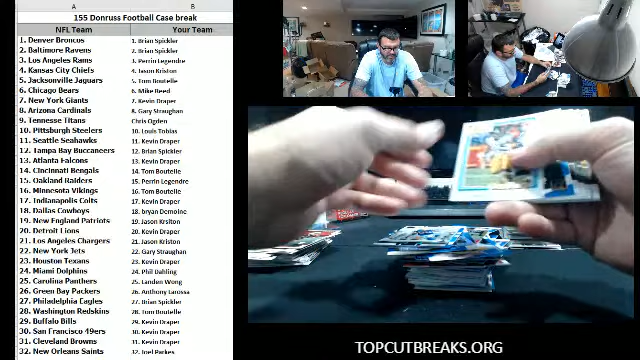 A B
155 Donruss Football Case break
NFL Team Your Team
1. Denver Broncos 1. Brian Spickler
2. Baltimore Ravens 2. Brian Spickler
3. Los Angeles Rams 3. Perrin Legendre
4. Kansas City Chiefs 4. Jason Kriston
5. Jacksonville Jaguars 5. Tom Boutelle
6. Chicago Bears 6. Mike Reed
7. New York Giants 7. Kevin Draper
8. Arizona Cardinals 8. Gary Straughan
9. Tennesse Titans Chris Ogden
10. Pittsburgh Steelers 10. Louis Tobias
11. Seattle Seahawks 11. Kevin Draper
12. Tampa Bay Buccaneers 12. Brian Spickler
13. Atlanta Falcons 13. Kevin Draper
14. Cincinnati Bengals 14. Tom Boutelle
15. Oakland Raiders 15. Perrin Legendre
16. Minnesota Vikings 16. Tom Boutelle
17. Indianapolis Colts 17. Kevin Draper
18. Dallas Cowboys 18. bryan Demoine
19. New England Patriots 19. Jason Kriston
20. Detroit Lions 20. Kevin Draper
21. Los Angeles Chargers 21. Jason Kriston
22. New York Jets 22. Gary Straughan
23. Houston Texans 23. Kevin Draper
24. Miami Dolphins 24. Phil Dahling
25. Carolina Panthers 25. Landen Wong
26. Green Bay Packers 26. Anthony Larossa
27. Philadelphia Eagles 27. Brian Spickler
28. Washington Redskins 28. Tom Boutelle
29. Buffalo Bills 29. Kevin Draper
30. San Francisco 49ers 30. Kevin Draper
31. Cleveland Browns 31. Kevin Draper
32. New Orleans Saints 32. Joel Parkes
TOPCUTBREAKS.ORG